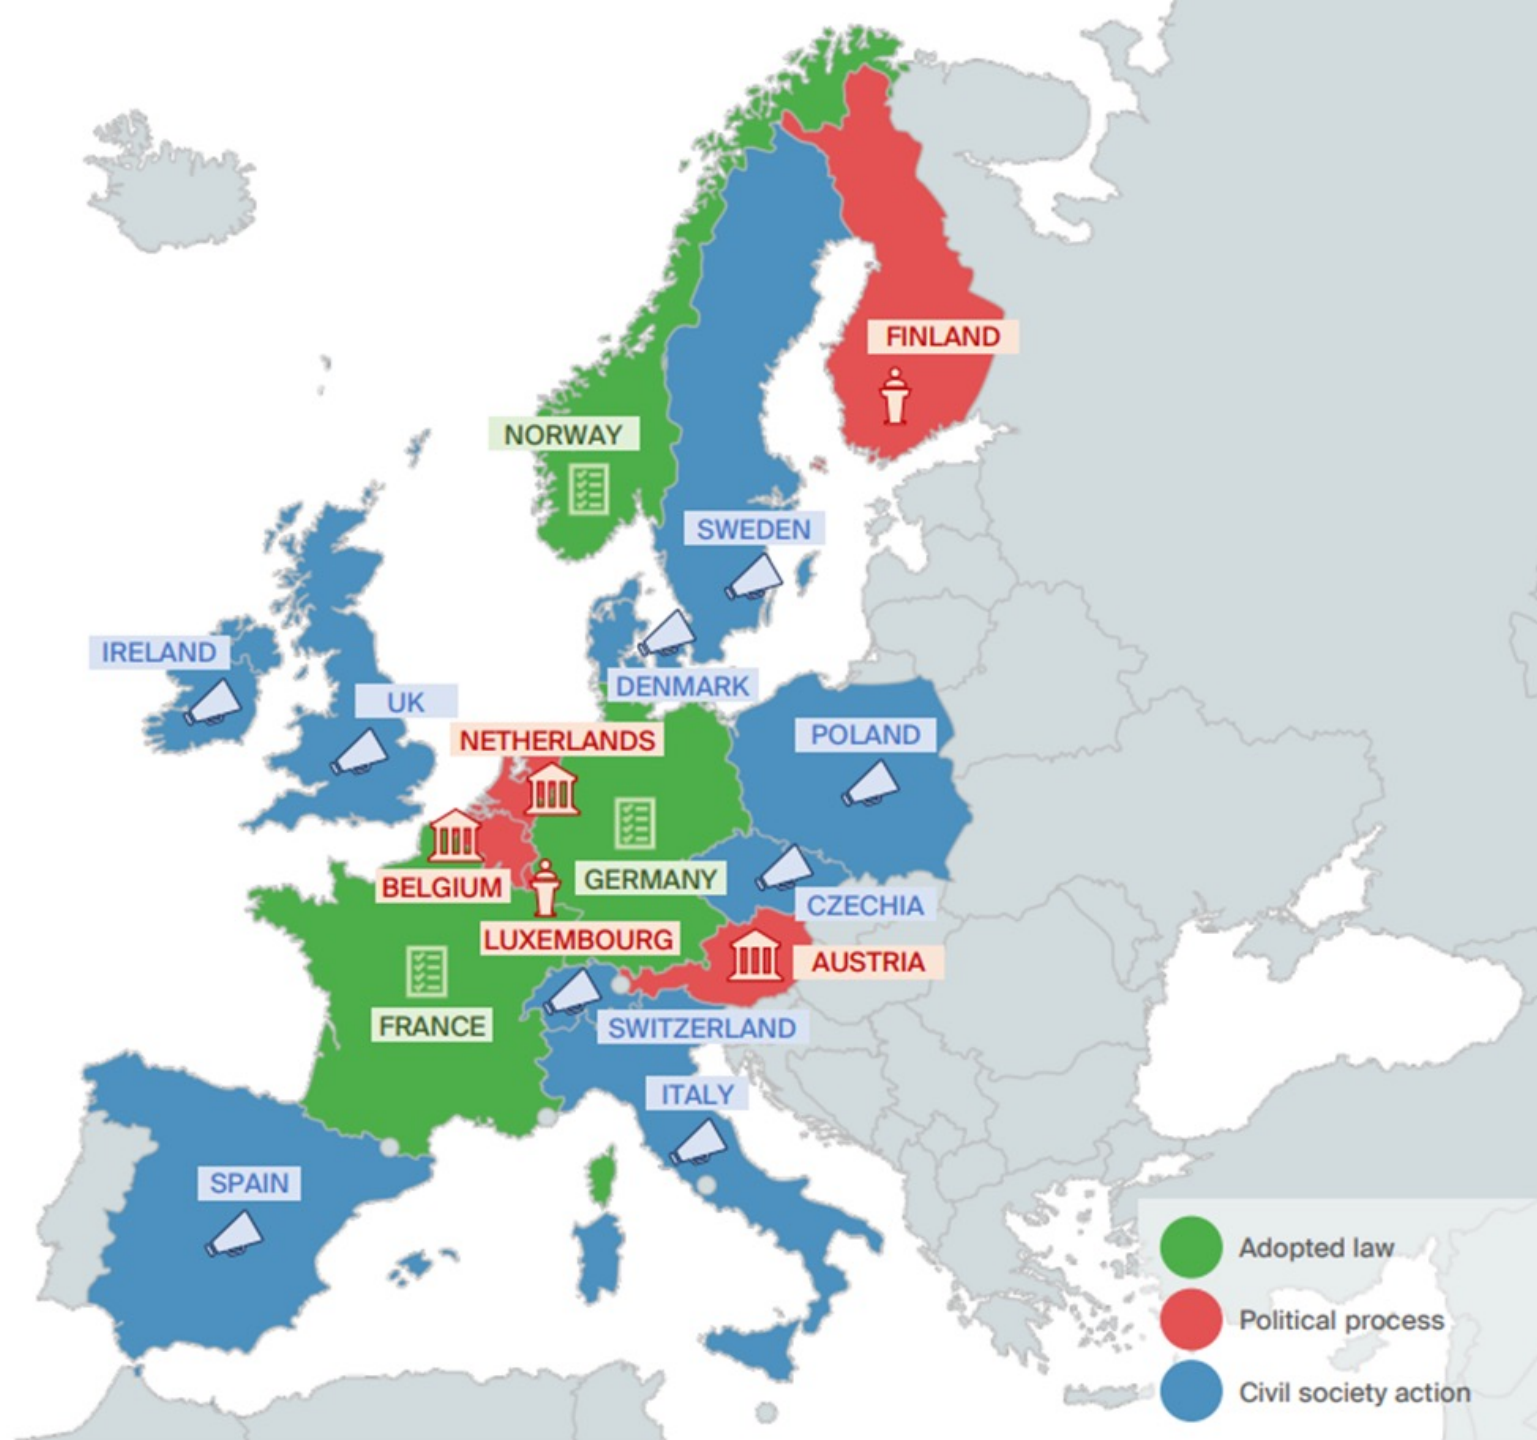 FINLAND
NORWAY
SWEDEN
IRELAND
DENMARK
UK
NETHERLANDS
POLAND
BELGIUM
GERMANY
CZECHIA
LUXEMBOURG
AUSTRIA
FRANCE
SWITZERLAND
ITALY
SPAIN
Adopted law
Political process
Civil society action